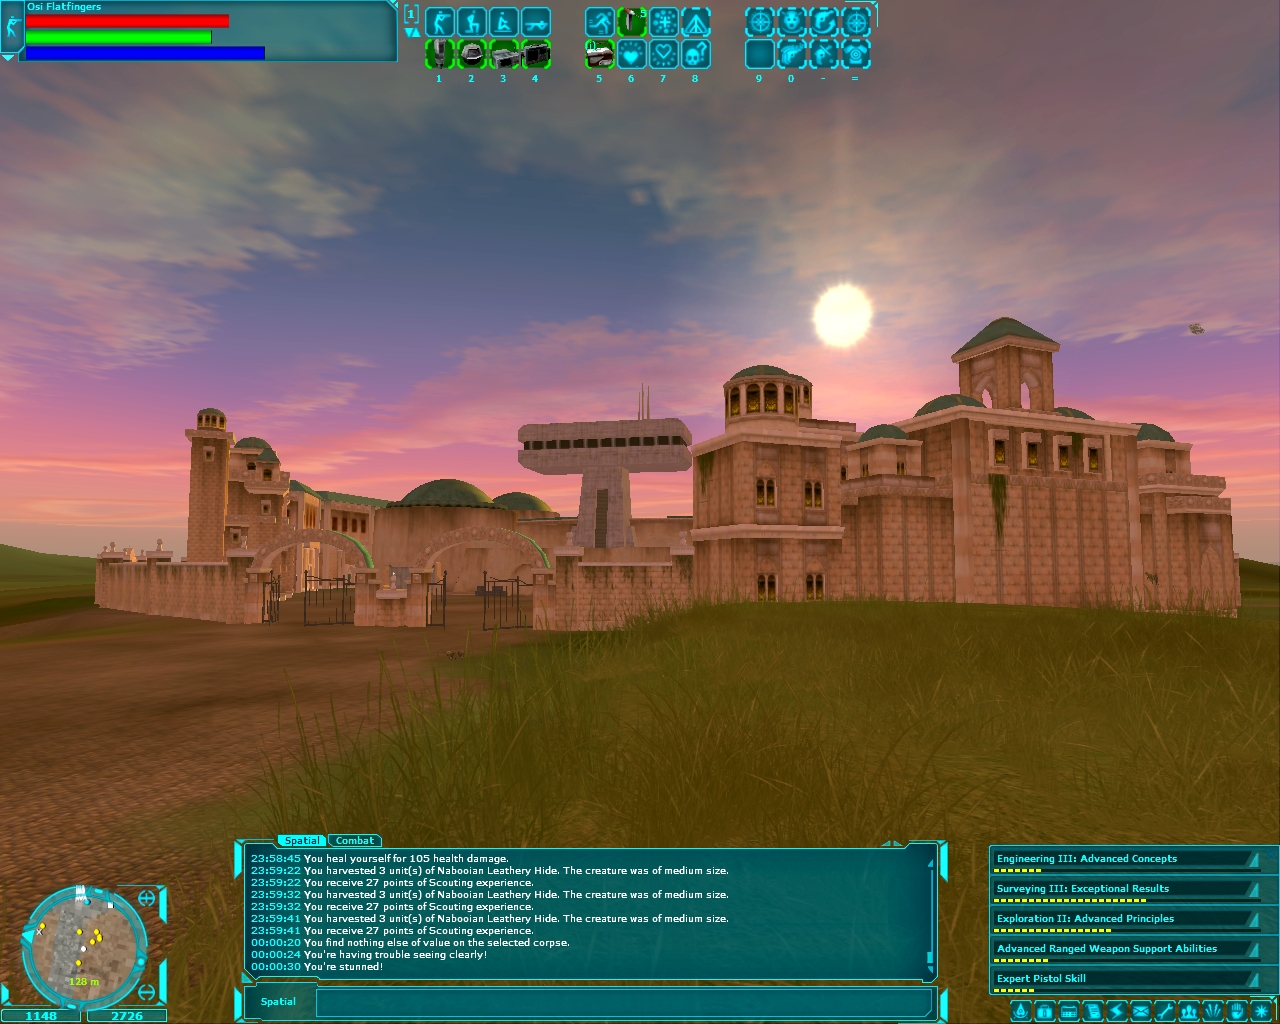 Osi Flatfingers
1
5
1 2 3 4 5 6 7 8 9 0 - =
Spatial Combat
23:58:45 You heal yourself for 105 health damage.
23:59:22 You harvested 3 unit(s) of Nabooian Leathery Hide. The creature was of medium size.
23:59:22 You receive 27 points of Scouting experience.
23:59:32 You harvested 3 unit(s) of Nabooian Leathery Hide. The creature was of medium size.
23:59:32 You receive 27 points of Scouting experience.
23:59:41 You harvested 3 unit(s) of Nabooian Leathery Hide. The creature was of medium size.
23:59:41 You receive 27 points of Scouting experience.
00:00:20 You find nothing else of value on the selected corpse.
00:00:24 You're having trouble seeing clearly!
00:00:30 You're stunned!
Spatial
128 m
1148 2726
Engineering III: Advanced Concepts
Surveying III: Exceptional Results
Exploration II: Advanced Principles
Advanced Ranged Weapon Support Abilities
Expert Pistol Skill